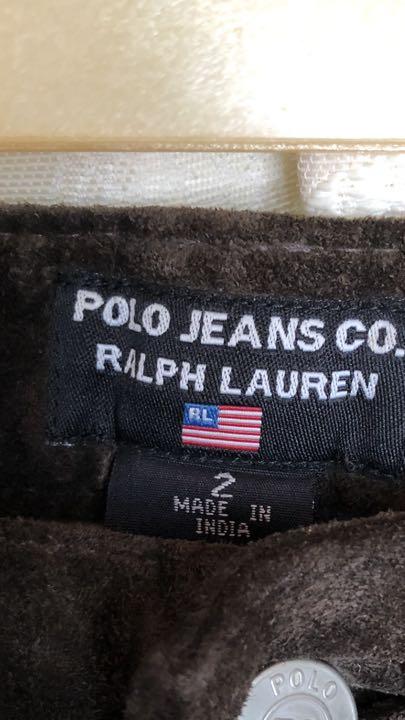 POLO JEANS CO.
RALPH LAUREN
RL
2
MADE IN
INDIA
POLO